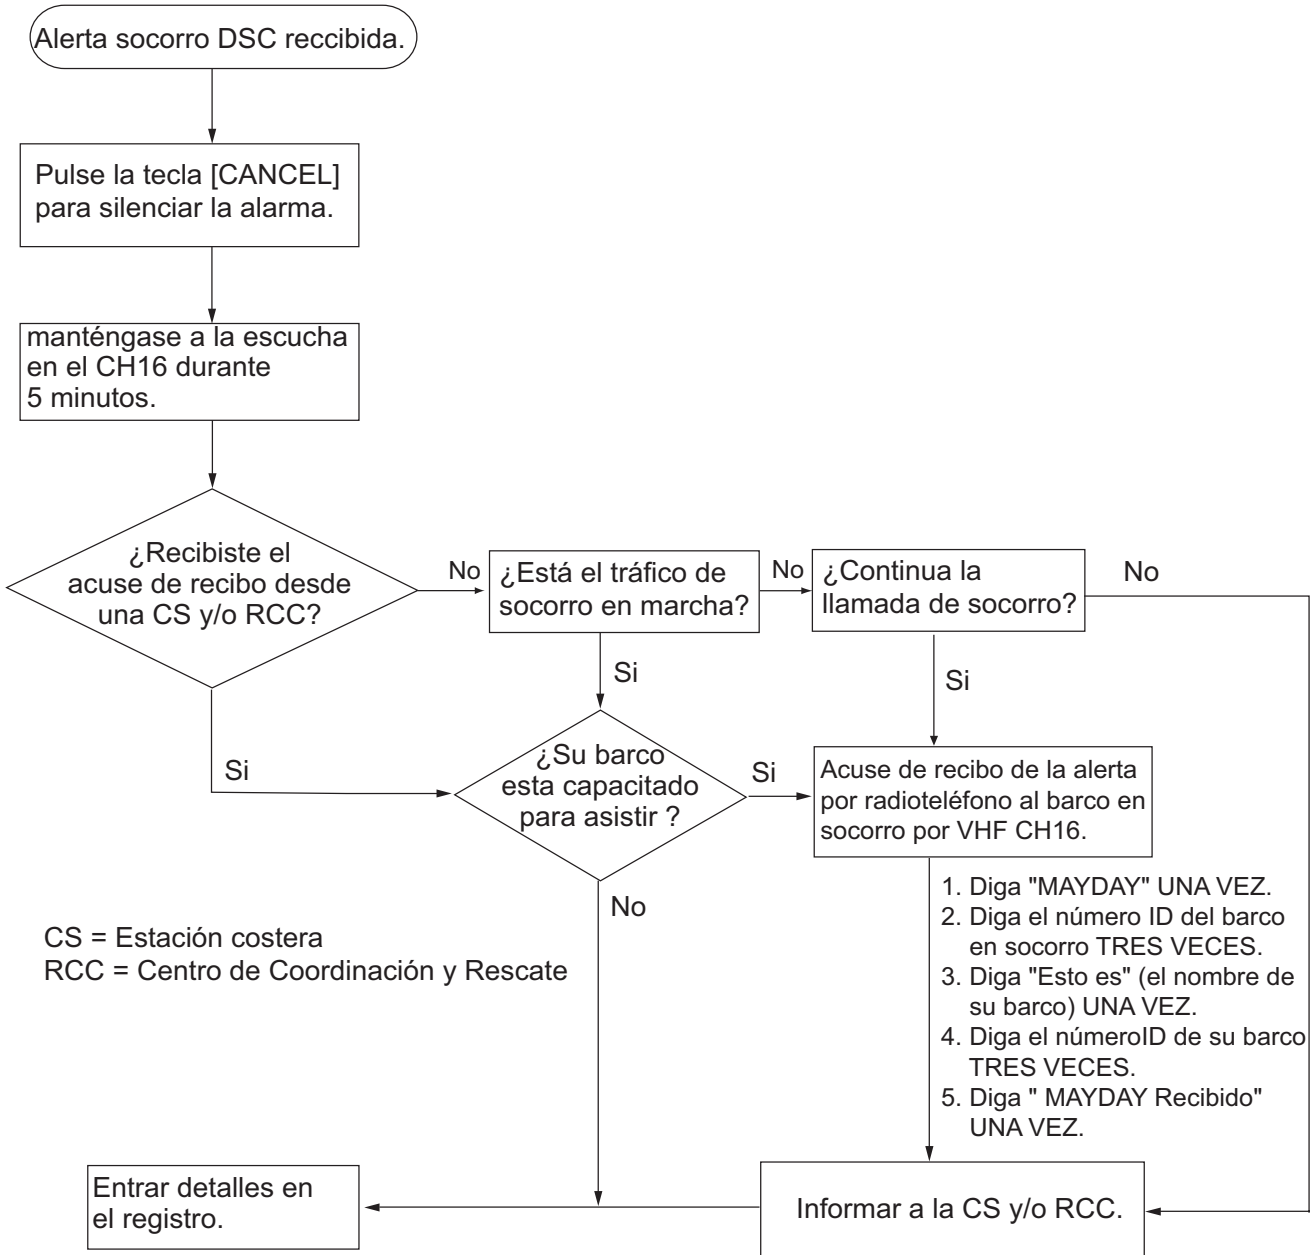 Alerta socorro DSC reccibida.
Pulse la tecla [CANCEL]
para silenciar la alarma.
manténgase a la escucha
en el CH16 durante
5 minutos.
¿Recibiste el
acuse de recibo desde
una CS y/o RCC?
No
¿Está el tráfico de
socorro en marcha?
No
¿Continua la
llamada de socorro?
No
Si
Si
Si
¿Su barco
esta capacitado
para asistir ?
Si
Acuse de recibo de la alerta
por radioteléfono al barco en
socorro por VHF CH16.
No
1. Diga "MAYDAY" UNA VEZ.
2. Diga el número ID del barco
en socorro TRES VECES.
3. Diga "Esto es" (el nombre de
su barco) UNA VEZ.
4. Diga el númeroID de su barco
TRES VECES.
5. Diga " MAYDAY Recibido"
UNA VEZ.
CS = Estación costera
RCC = Centro de Coordinación y Rescate
Entrar detalles en
el registro.
Informar a la CS y/o RCC.